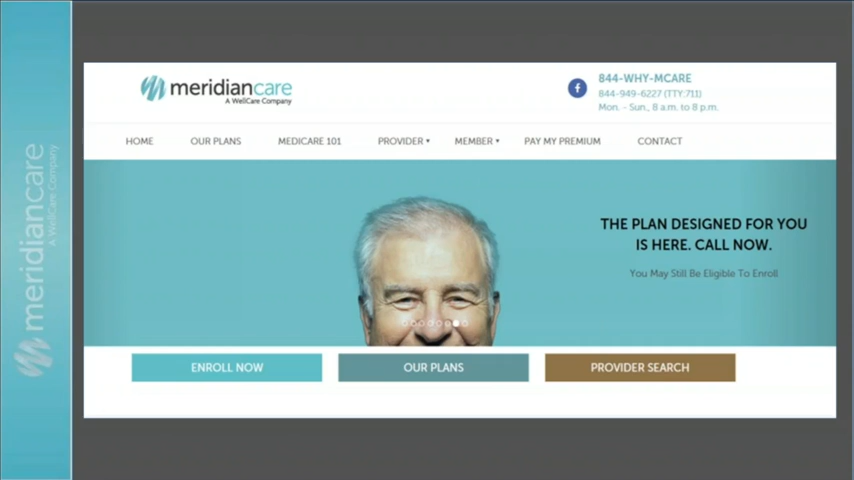 meridiancare
A WellCare Company
meridiancare
A WellCare Company
f
844-WHY-MCARE
844-949-6227 (TTY:711)
Mon. - Sun., 8 a.m. to 8 p.m.
HOME OUR PLANS MEDICARE 101 PROVIDER MEMBER PAY MY PREMIUM CONTACT
THE PLAN DESIGNED FOR YOU
IS HERE. CALL NOW.
You May Still Be Eligible To Enroll
ENROLL NOW OUR PLANS PROVIDER SEARCH